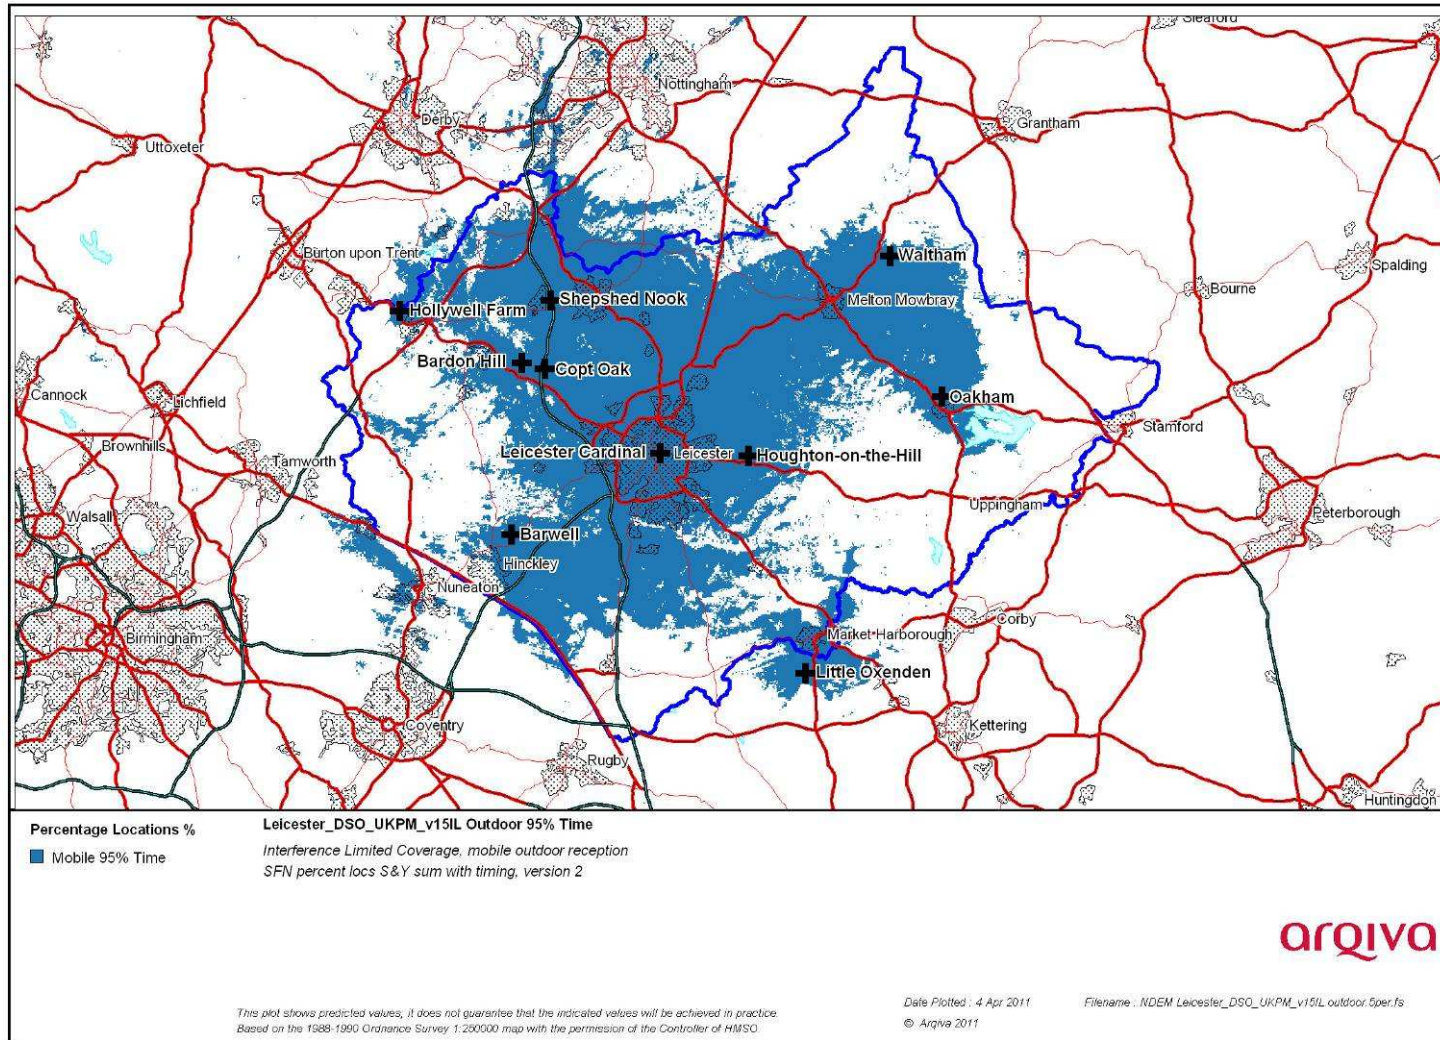 Sleaford
Nottingham
Derby
Grantham
Uttoxeter
Burton upon Trent
Waltham
Spalding
Bourne
Shepshed Nook
Melton Mowbray
Hollywell Farm
Bardon Hill
Copt Oak
Cannock
Lichfield
Oakham
Stamford
Brownhills
Leicester Cardinal
Leicester
Houghton-on-the-Hill
Tamworth
Uppingham
Walsall
Peterborough
Barwell
Hinckley
Nuneaton
Birmingham
Market Harborough
Corby
Little Oxenden
Coventry
Kettering
Rugby
Huntingdon
Percentage Locations %
Mobile 95% Time
Leicester_DSO_UKPM_v15IL Outdoor 95% Time
Interference Limited Coverage, mobile outdoor reception
SFN percent locs S&Y sum with timing, version 2
arqiva
This plot shows predicted values; it does not guarantee that the indicated values will be achieved in practice.
Based on the 1988-1990 Ordnance Survey 1:250000 map with the permission of the Controller of HMSO
Date Plotted : 4 Apr 2011
© Arqiva 2011
Filename : NDEM Leicester_DSO_UKPM_v15IL outdoor.5per.fs